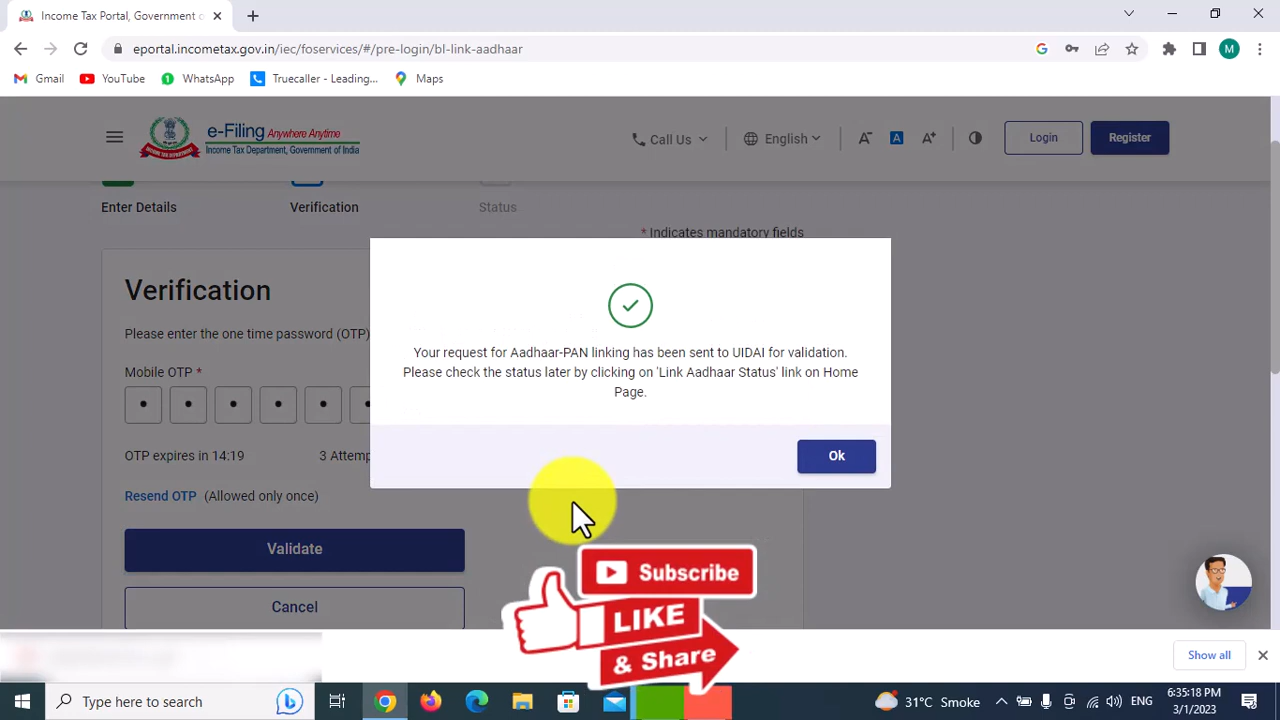 Income Tax Portal, Government o
eportal.incometax.gov.in/iec/foservices/#/pre-login/bl-link-aadhaar
M
Gmail
YouTube
WhatsApp
Truecaller - Leading...
Maps
e-Filing Anywhere Anytime
Income Tax Department, Government of India
Call Us
English
A-
A
A+
Login
Register
Enter Details
Verification
Status
* Indicates mandatory fields
Verification
Please enter the one time password (OTP)
Mobile OTP *
OTP expires in 14:19
3 Attemp
Resend OTP (Allowed only once)
Validate
Cancel
Your request for Aadhaar-PAN linking has been sent to UIDAI for validation.
Please check the status later by clicking on 'Link Aadhaar Status' link on Home
Page.
Ok
Subscribe
LIKE
& Share
Show all
Type here to search
31°C Smoke
ENG
6:35:18 PM
3/1/2023